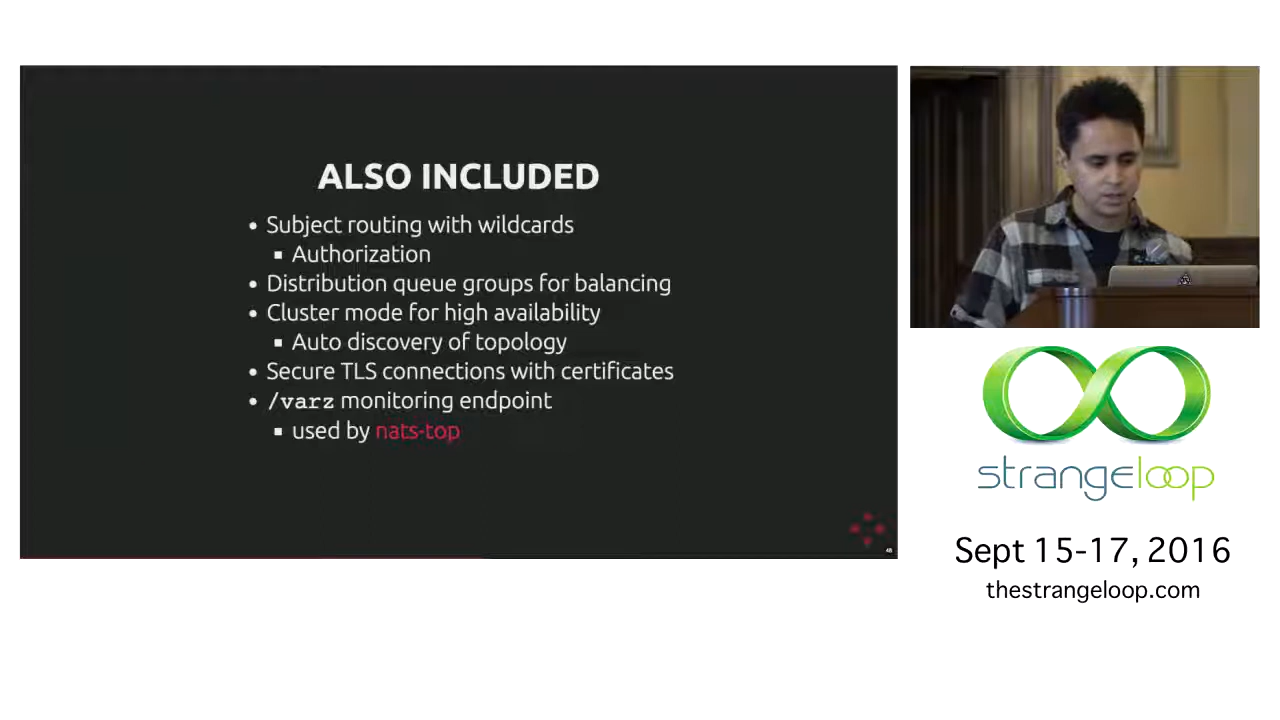 ALSO INCLUDED
• Subject routing with wildcards
▪ Authorization
• Distribution queue groups for balancing
• Cluster mode for high availability
▪ Auto discovery of topology
• Secure TLS connections with certificates
• /varz monitoring endpoint
▪ used by nats-top
48
strangeloop
Sept 15-17, 2016
thestrangeloop.com